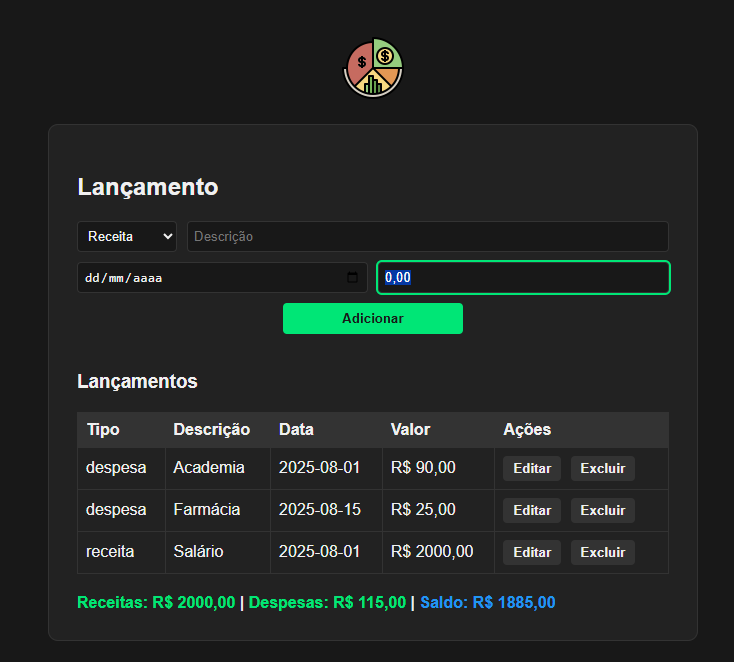 $ $
Lançamento
Receita Descrição
dd/mm/aaaa 0,00
Adicionar
Lançamentos
Tipo Descrição Data Valor Ações
despesa Academia 2025-08-01 R$ 90,00 Editar Excluir
despesa Farmácia 2025-08-15 R$ 25,00 Editar Excluir
receita Salário 2025-08-01 R$ 2000,00 Editar Excluir
Receitas: R$ 2000,00 | Despesas: R$ 115,00 | Saldo: R$ 1885,00